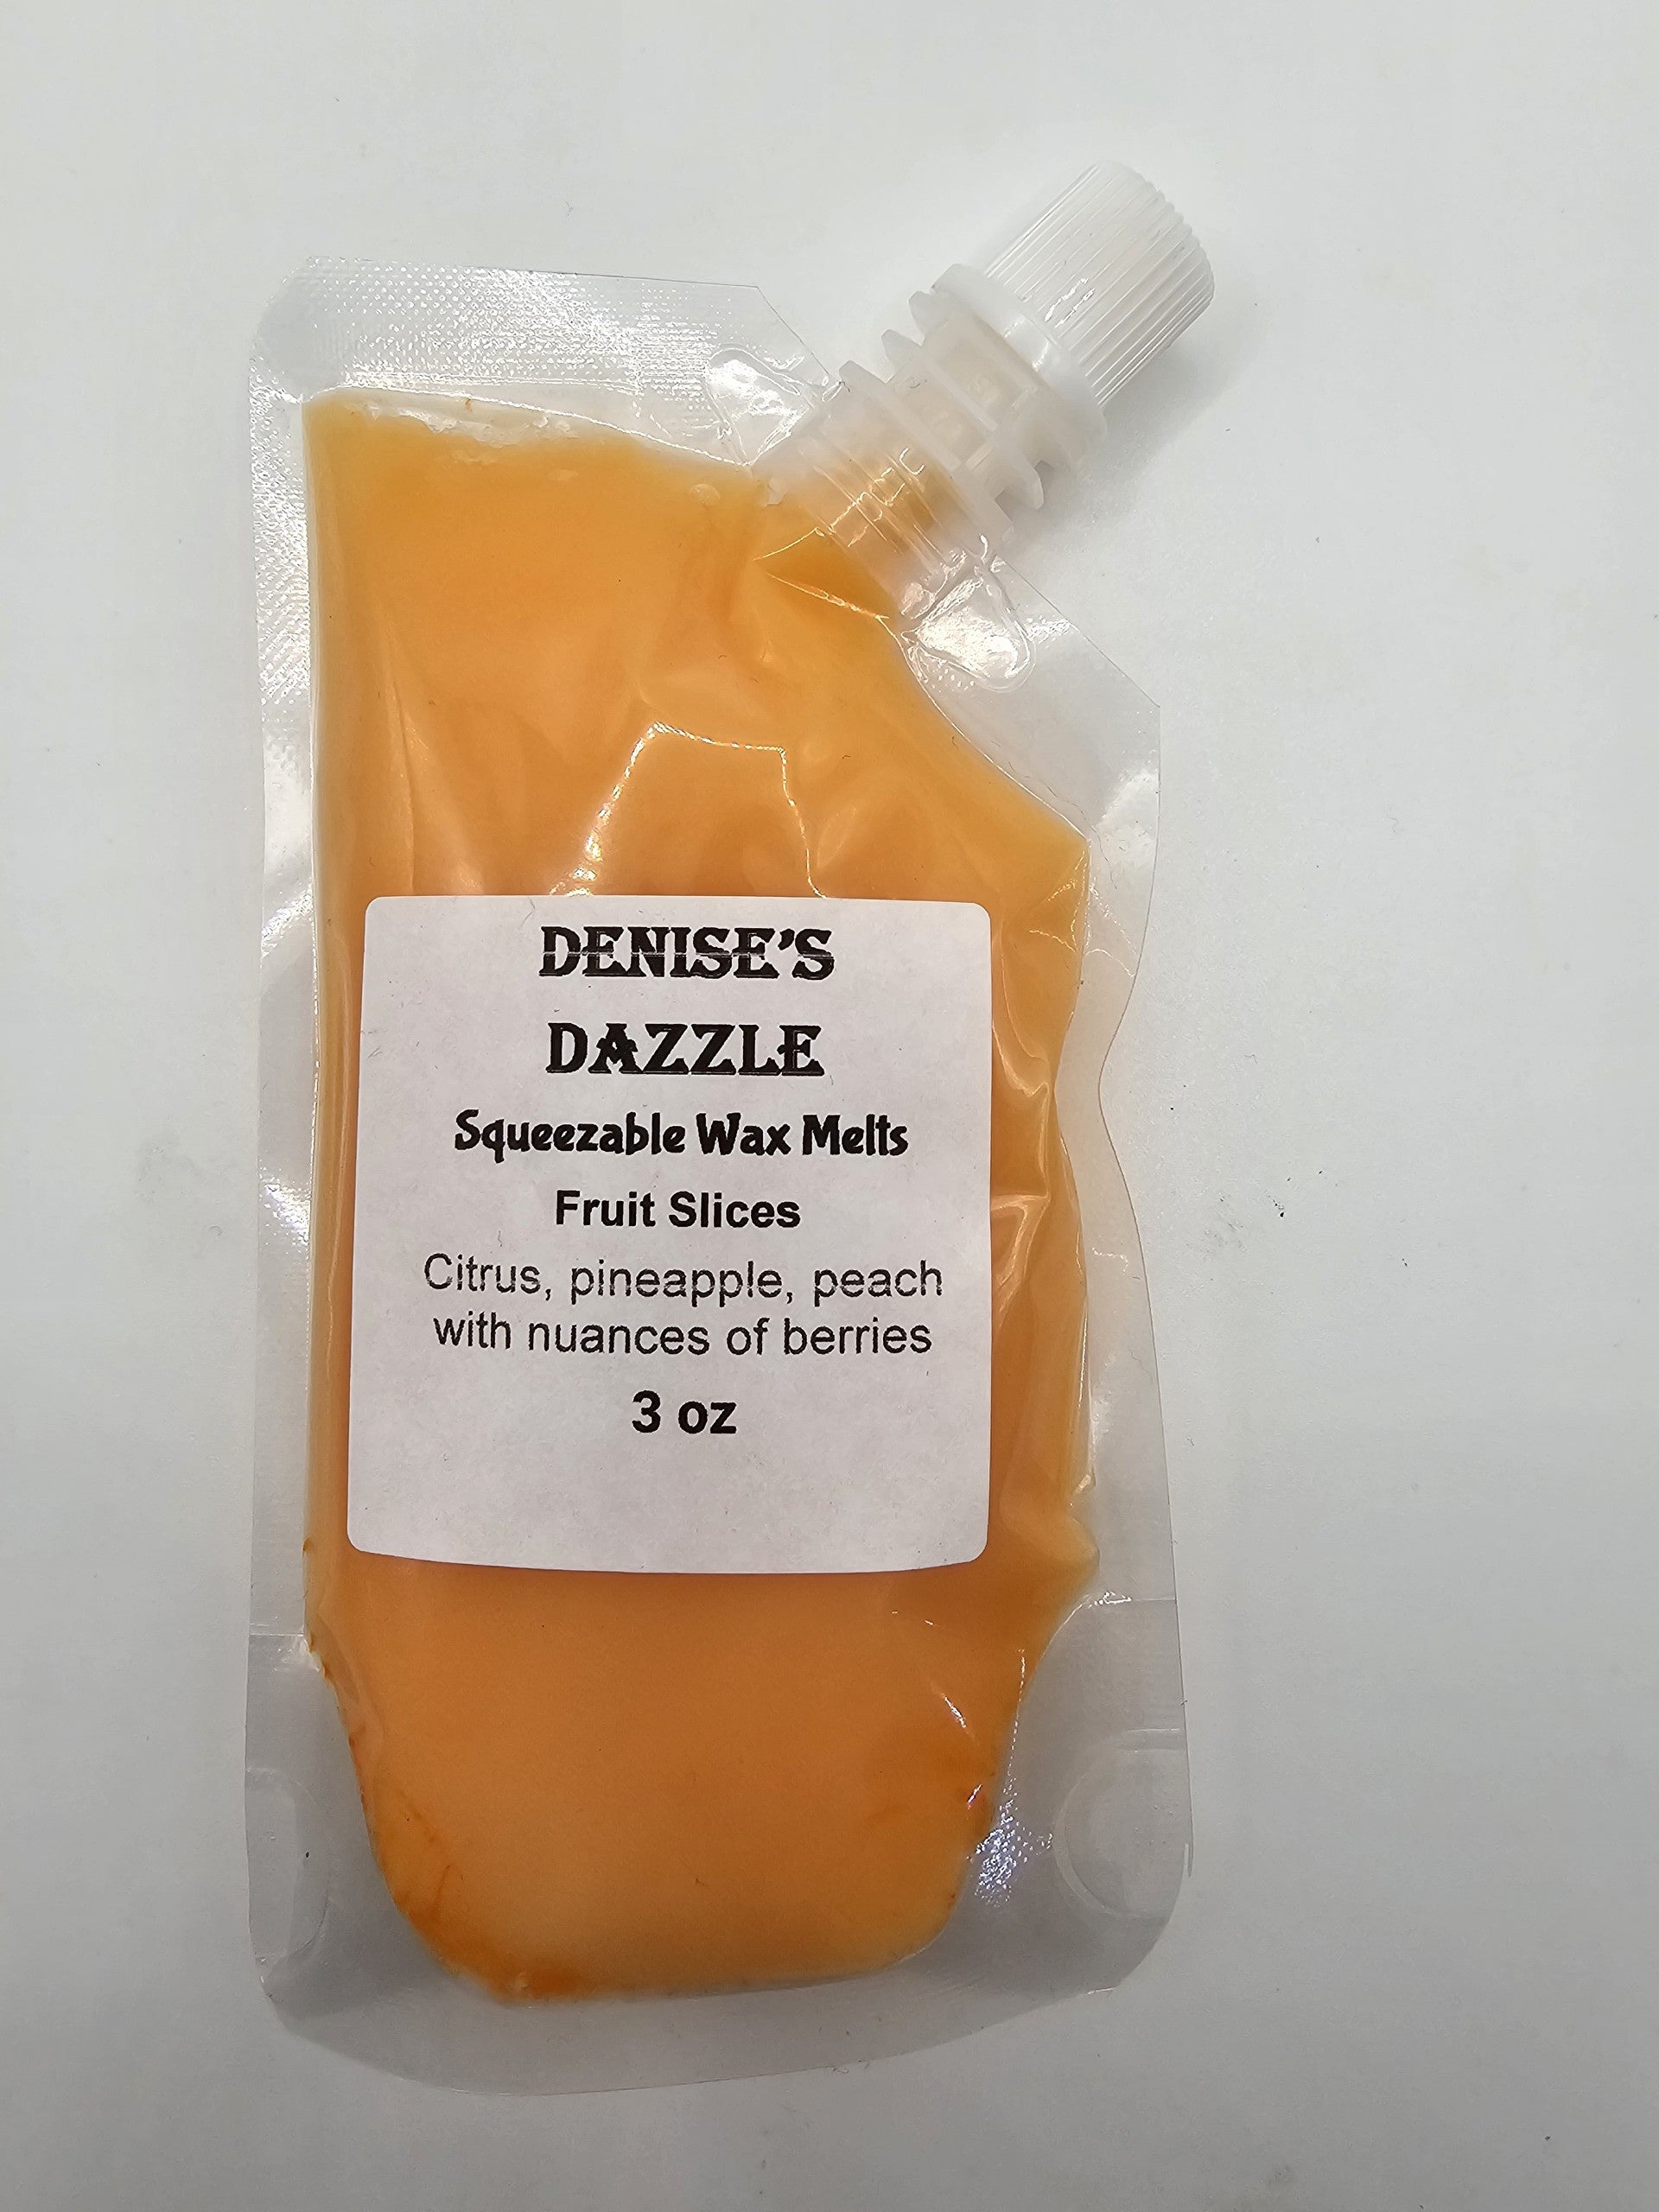 DENISE'S
DAZZLE
Squeezable Wax Melts
Fruit Slices
Citrus, pineapple, peach
with nuances of berries
3 oz